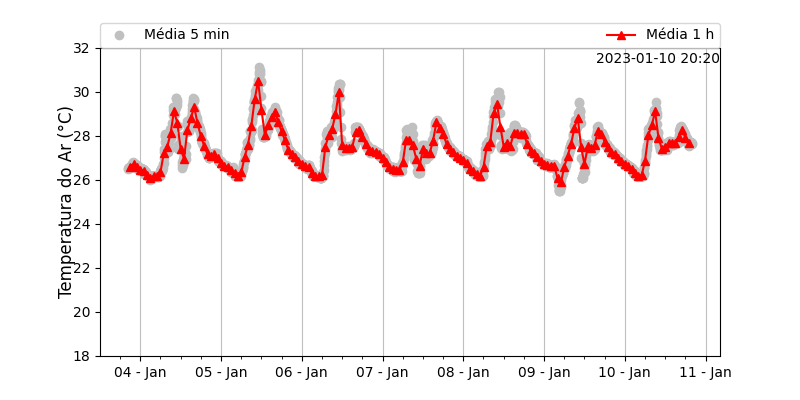 Média 5 min
Média 1 h
2023-01-10 20:20
Temperatura do Ar (°C)
32
30
28
26
24
22
20
18
04 - Jan
05 - Jan
06 - Jan
07 - Jan
08 - Jan
09 - Jan
10 - Jan
11 - Jan